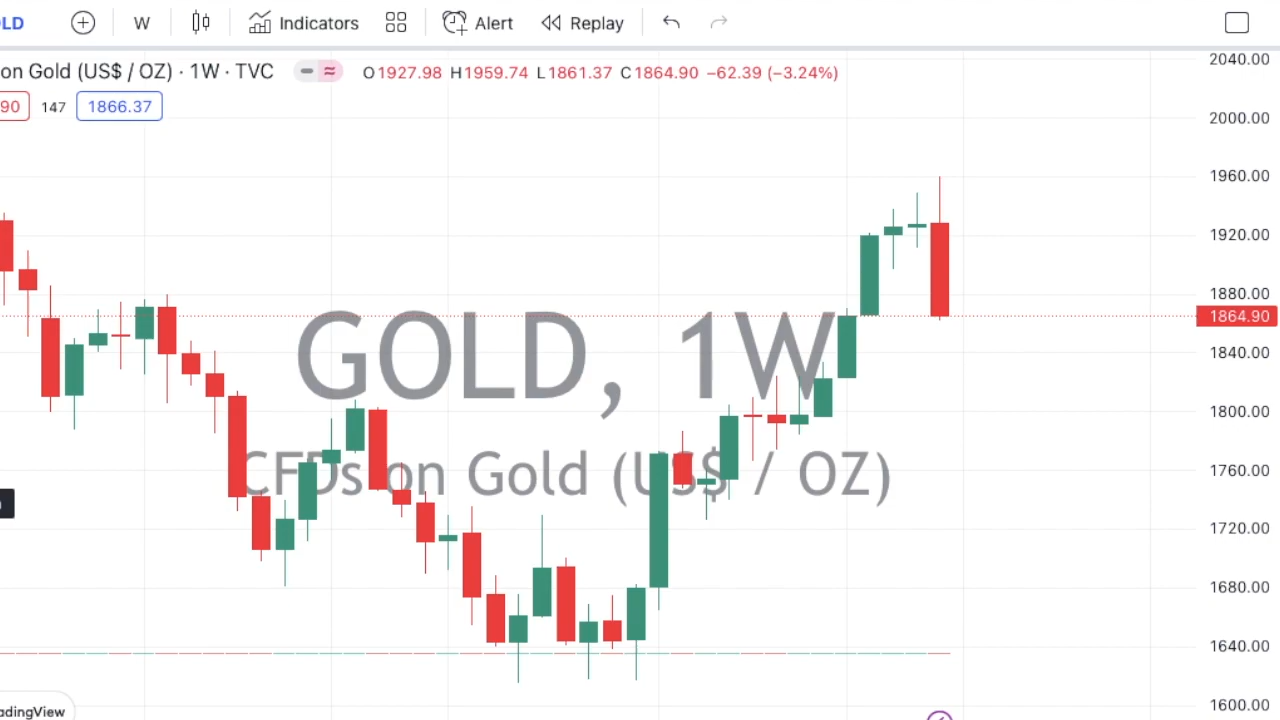 LD W Indicators Alert Replay
on Gold (US$ / OZ) · 1W · TVC O1927.98 H1959.74 L1861.37 C1864.90 −62.39 (−3.24%)
90 147 1866.37
2040.00
2000.00
1960.00
1920.00
1880.00
1864.90
1840.00
1800.00
1760.00
1720.00
1680.00
1640.00
1600.00
GOLD, 1W
CFDs on Gold (US$ / OZ)
adingView